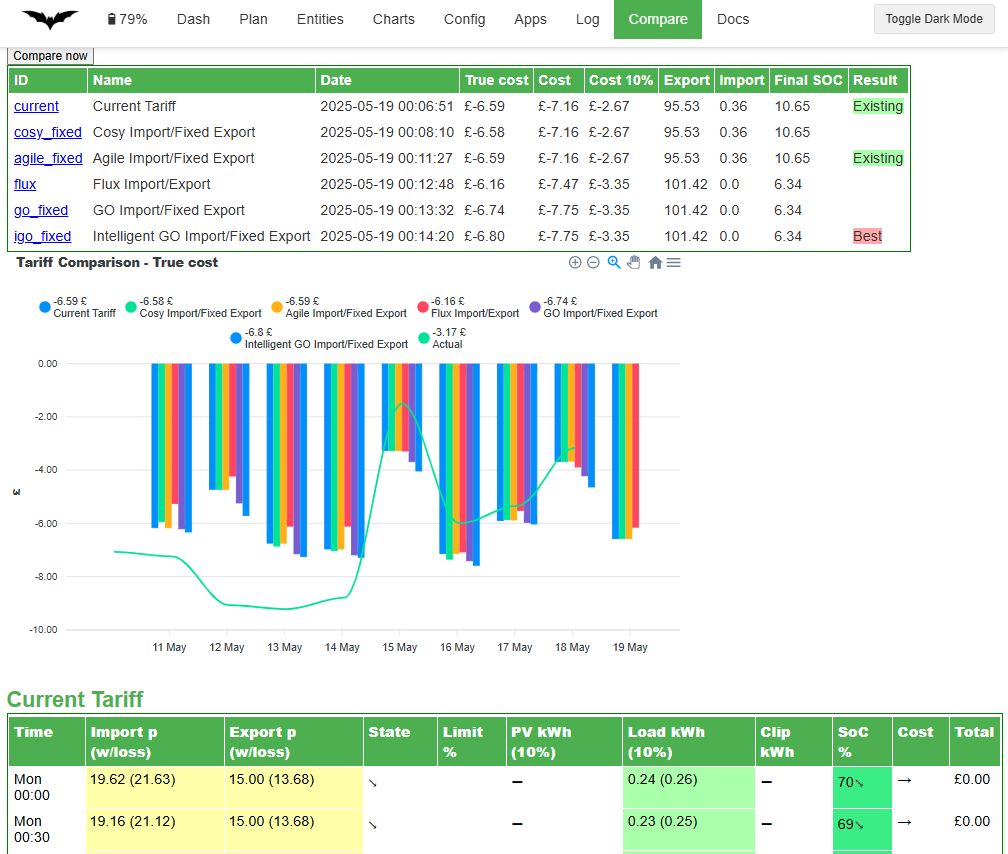 79% Dash Plan Entities Charts Config Apps Log Compare Docs Toggle Dark Mode
Compare now
ID Name Date True cost Cost Cost 10% Export Import Final SOC Result
current Current Tariff 2025-05-19 00:06:51 £-6.59 £-7.16 £-2.67 95.53 0.36 10.65 Existing
cosy_fixed Cosy Import/Fixed Export 2025-05-19 00:08:10 £-6.58 £-7.16 £-2.67 95.53 0.36 10.65
agile_fixed Agile Import/Fixed Export 2025-05-19 00:11:27 £-6.59 £-7.16 £-2.67 95.53 0.36 10.65 Existing
flux Flux Import/Export 2025-05-19 00:12:48 £-6.16 £-7.47 £-3.35 101.42 0.0 6.34
go_fixed GO Import/Fixed Export 2025-05-19 00:13:32 £-6.74 £-7.75 £-3.35 101.42 0.0 6.34
igo_fixed Intelligent GO Import/Fixed Export 2025-05-19 00:14:20 £-6.80 £-7.75 £-3.35 101.42 0.0 6.34 Best
Tariff Comparison - True cost
-6.59 £ -6.58 £ -6.59 £ -6.16 £ -6.74 £
Current Tariff Cosy Import/Fixed Export Agile Import/Fixed Export Flux Import/Export GO Import/Fixed Export
-6.8 £ -3.17 £
Intelligent GO Import/Fixed Export Actual
0.00
-2.00
-4.00
£
-6.00
-8.00
-10.00
11 May 12 May 13 May 14 May 15 May 16 May 17 May 18 May 19 May
Current Tariff
Time Import p Export p State Limit PV kWh Load kWh Clip SoC Cost Total
(w/loss) (w/loss) % (10%) (10%) kWh %
Mon 19.62 (21.63) 15.00 (13.68) ↘ – 0.24 (0.26) – 70↘ → £0.00
00:00
Mon 19.16 (21.12) 15.00 (13.68) ↘ – 0.23 (0.25) – 69↘ → £0.00
00:30